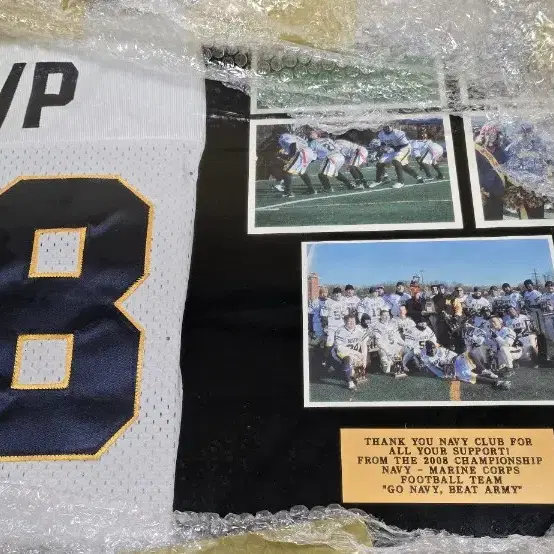 VP
8
THANK YOU NAVY CLUB FOR
ALL YOUR SUPPORT!
FROM THE 2008 CHAMPIONSHIP
NAVY - MARINE CORPS
FOOTBALL TEAM
"GO NAVY, BEAT ARMY"